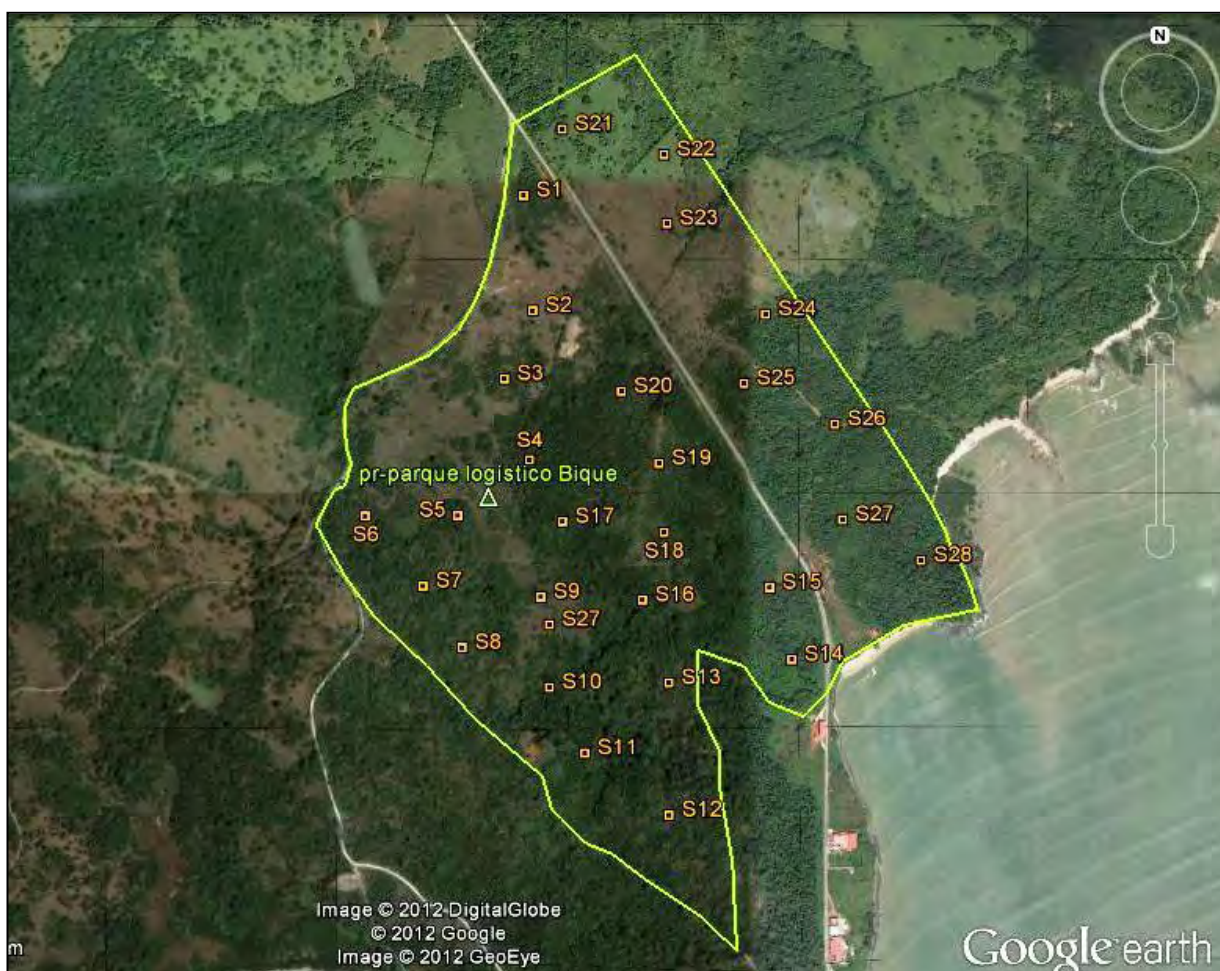 N
S21
S22
S1
S23
S2
S24
S3
S25
S20
S26
S4
S19
pr-parque logistico Bique
S6
S5
S17
S27
S18
S28
S7
S9
S16
S15
S27
S8
S14
S10
S13
S11
S12
Image © 2012 DigitalGlobe
© 2012 Google
Image © 2012 GeoEye
m
Google earth